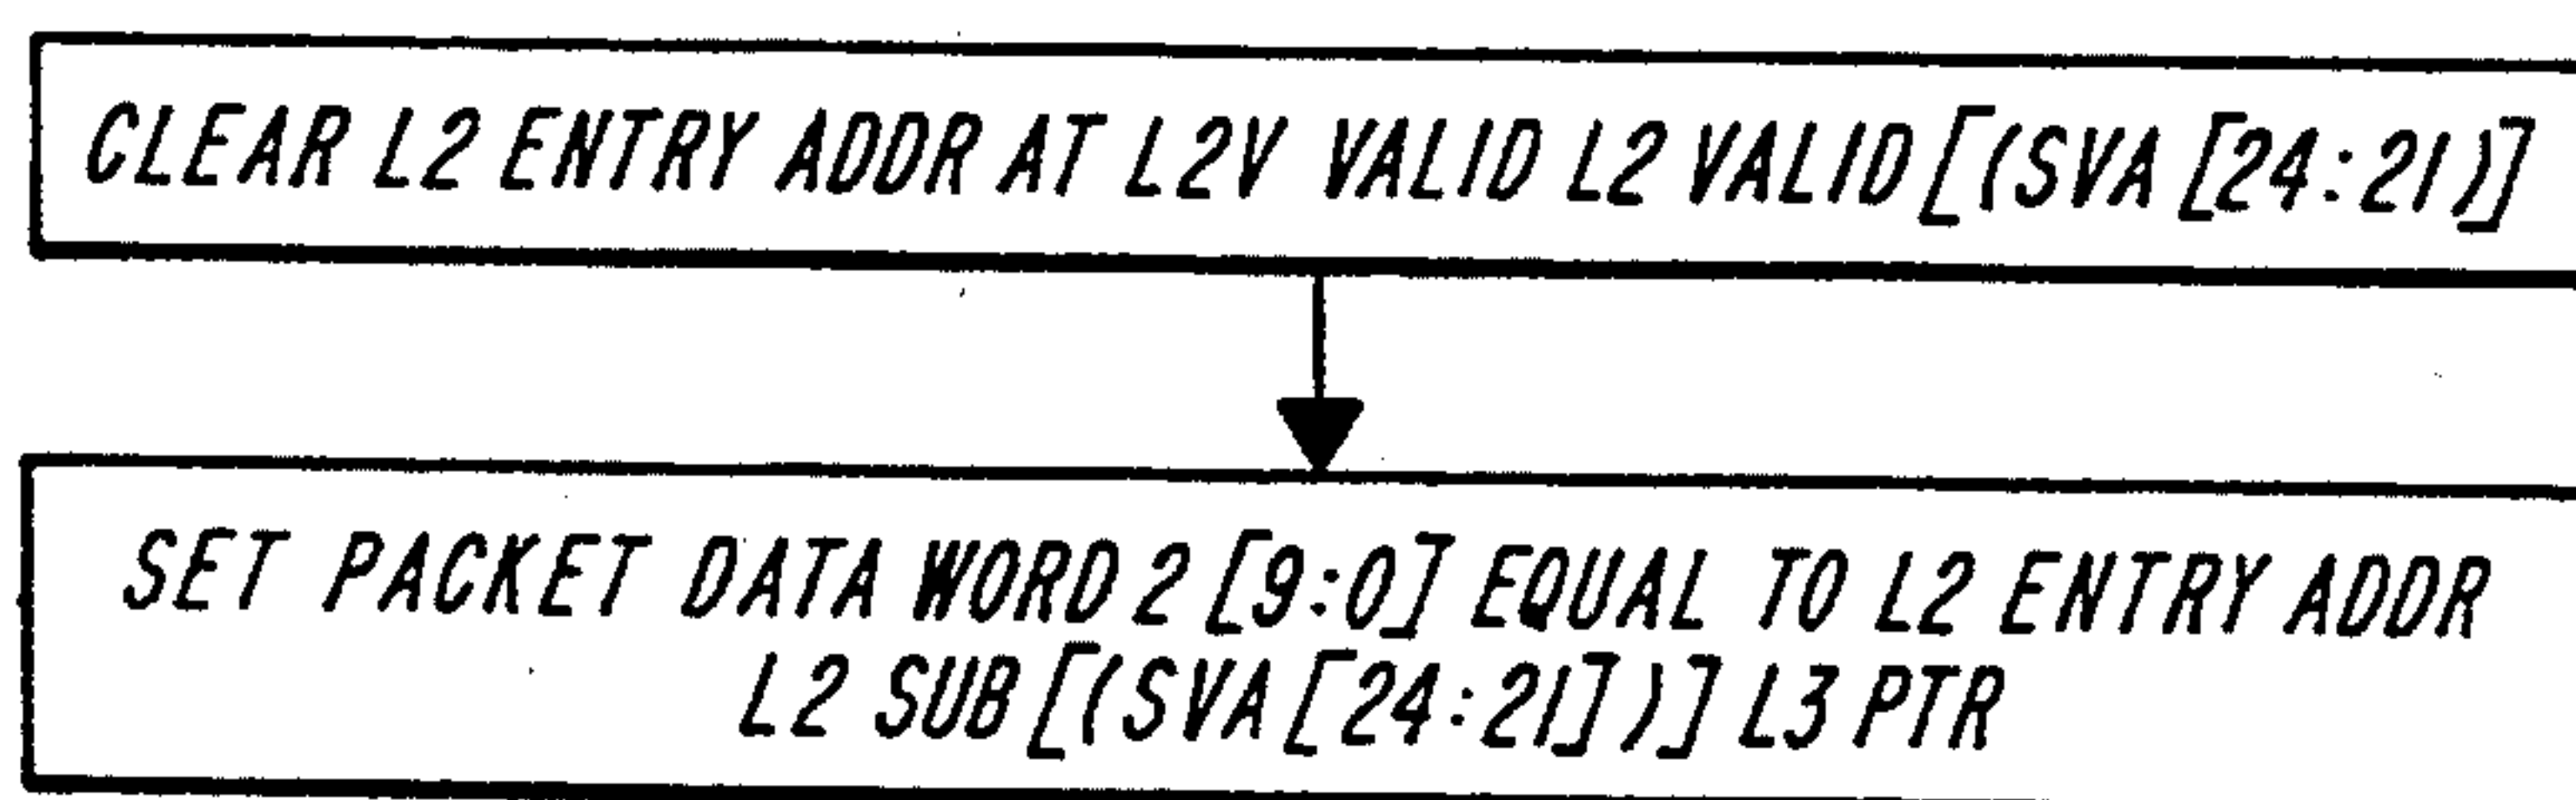 CLEAR L2 ENTRY ADDR AT L2V VALID L2 VALID[(SVA [24:21)]
SET PACKET DATA WORD 2 [9:0] EQUAL TO L2 ENTRY ADDR
L2 SUB[(SVA[24:21])] L3 PTR